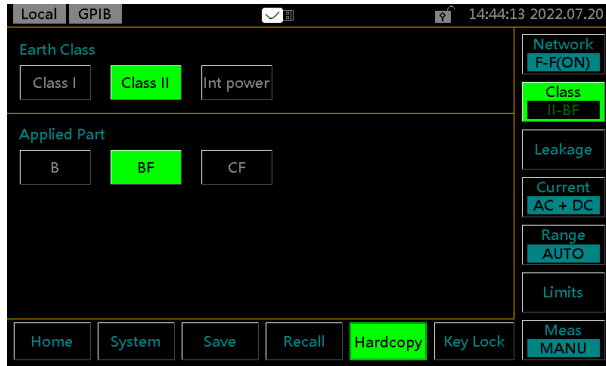 Local GPIB 14:44:13 2022.07.20
Earth Class
Class I Class II Int power
Applied Part
B BF CF
Network
F-F(ON)
Class
II-BF
Leakage
Current
AC + DC
Range
AUTO
Limits
Meas
MANU
Home System Save Recall Hardcopy Key Lock